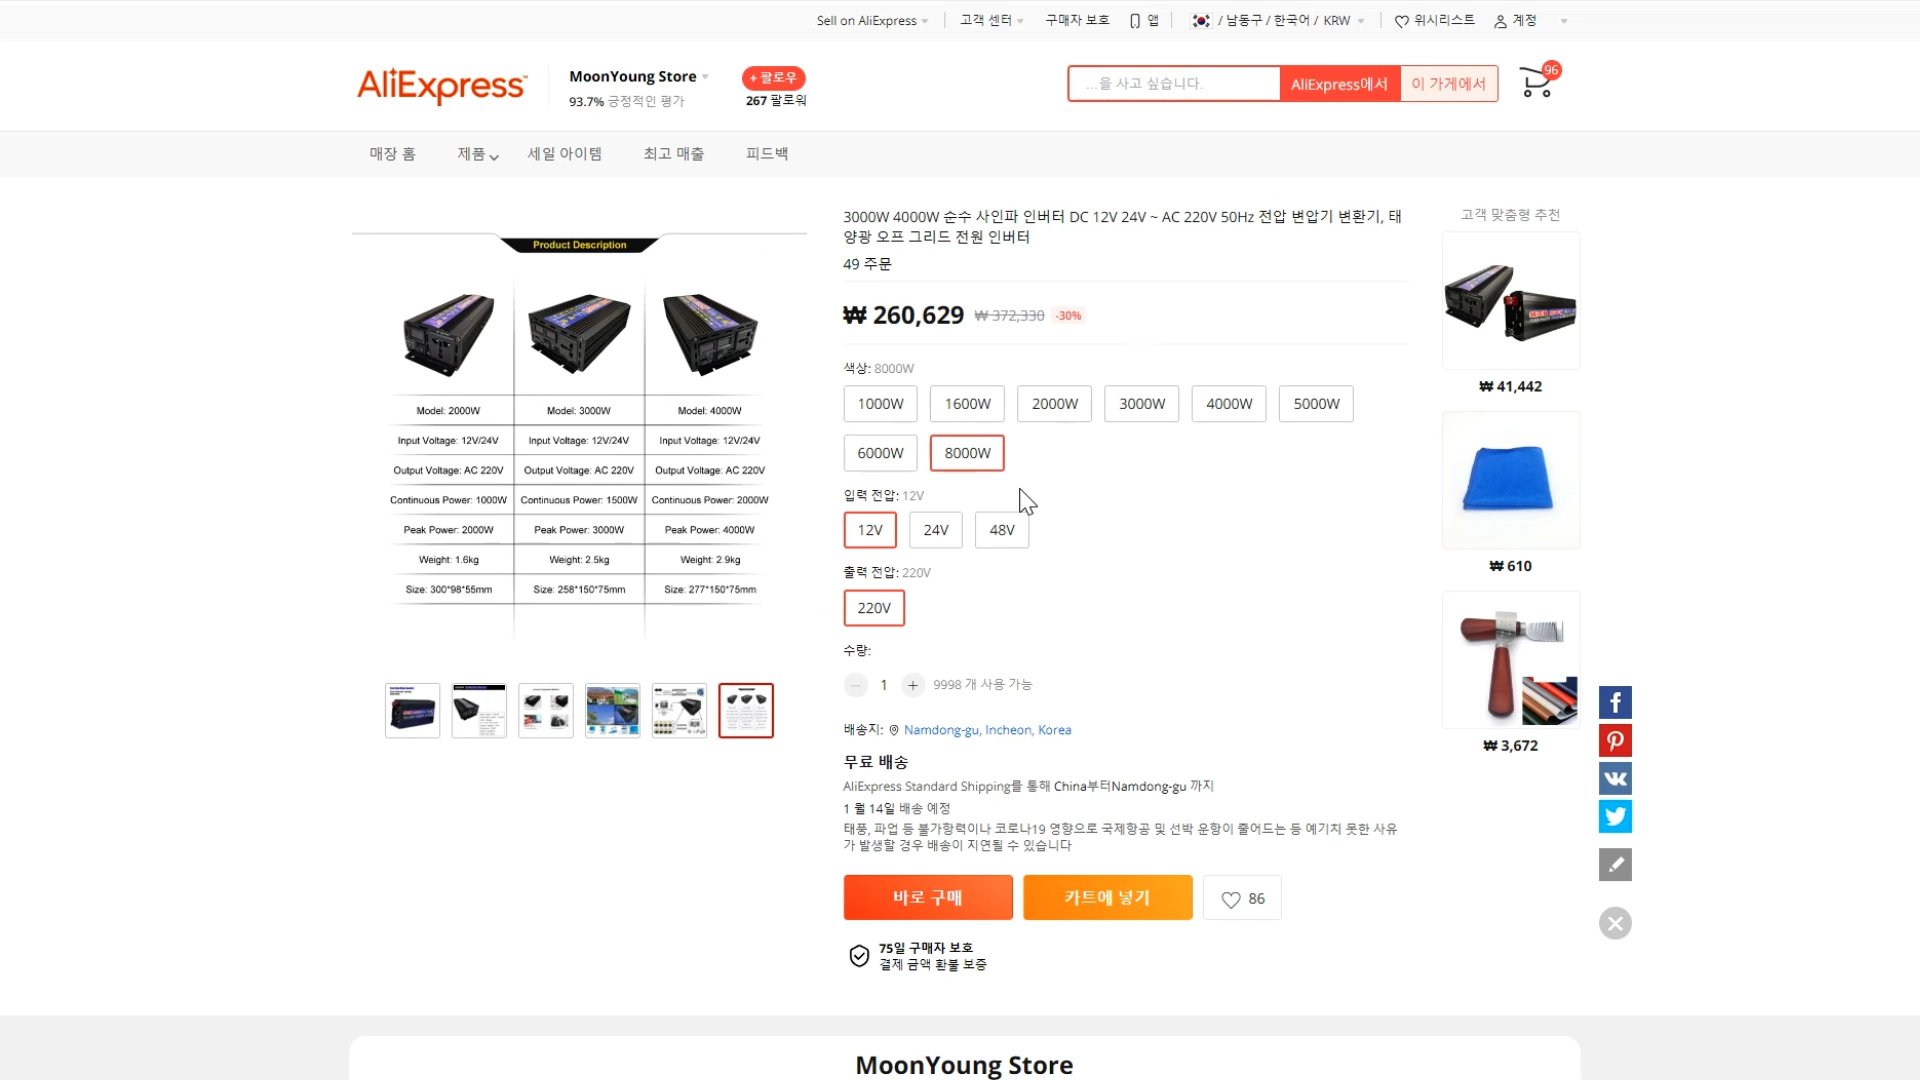 Sell on AliExpress
고객 센터
구매자 보호
앱
/ 남동구 / 한국어 / KRW
위시리스트
계정
AliExpress
MoonYoung Store
93.7% 긍정적인 평가
+ 팔로우
267 팔로워
...을 사고 싶습니다.
AliExpress에서
이 가게에서
96
매장 홈
제품
세일 아이템
최고 매출
피드백
Product Description
Model: 2000W
Model: 3000W
Model: 4000W
Input Voltage: 12V/24V
Input Voltage: 12V/24V
Input Voltage: 12V/24V
Output Voltage: AC 220V
Output Voltage: AC 220V
Output Voltage: AC 220V
Continuous Power: 1000W
Continuous Power: 1500W
Continuous Power: 2000W
Peak Power: 2000W
Peak Power: 3000W
Peak Power: 4000W
Weight: 1.6kg
Weight: 2.5kg
Weight: 2.9kg
Size: 300*98*55mm
Size: 258*150*75mm
Size: 277*150*75mm
3000W 4000W 순수 사인파 인버터 DC 12V 24V ~ AC 220V 50Hz 전압 변압기 변환기, 태
양광 오프 그리드 전원 인버터
49 주문
₩ 260,629
₩ 372,330
-30%
색상: 8000W
1000W
1600W
2000W
3000W
4000W
5000W
6000W
8000W
입력 전압: 12V
12V
24V
48V
출력 전압: 220V
220V
수량:
1
+
9998 개 사용 가능
배송지: Namdong-gu, Incheon, Korea
무료 배송
AliExpress Standard Shipping를 통해 China부터Namdong-gu 까지
1 월 14일 배송 예정
태풍, 파업 등 불가항력이나 코로나19 영향으로 국제항공 및 선박 운항이 줄어드는 등 예기치 못한 사유
가 발생할 경우 배송이 지연될 수 있습니다
바로 구매
카트에 넣기
86
75일 구매자 보호
결제 금액 환불 보증
고객 맞춤형 추천
₩ 41,442
₩ 610
₩ 3,672
MoonYoung Store